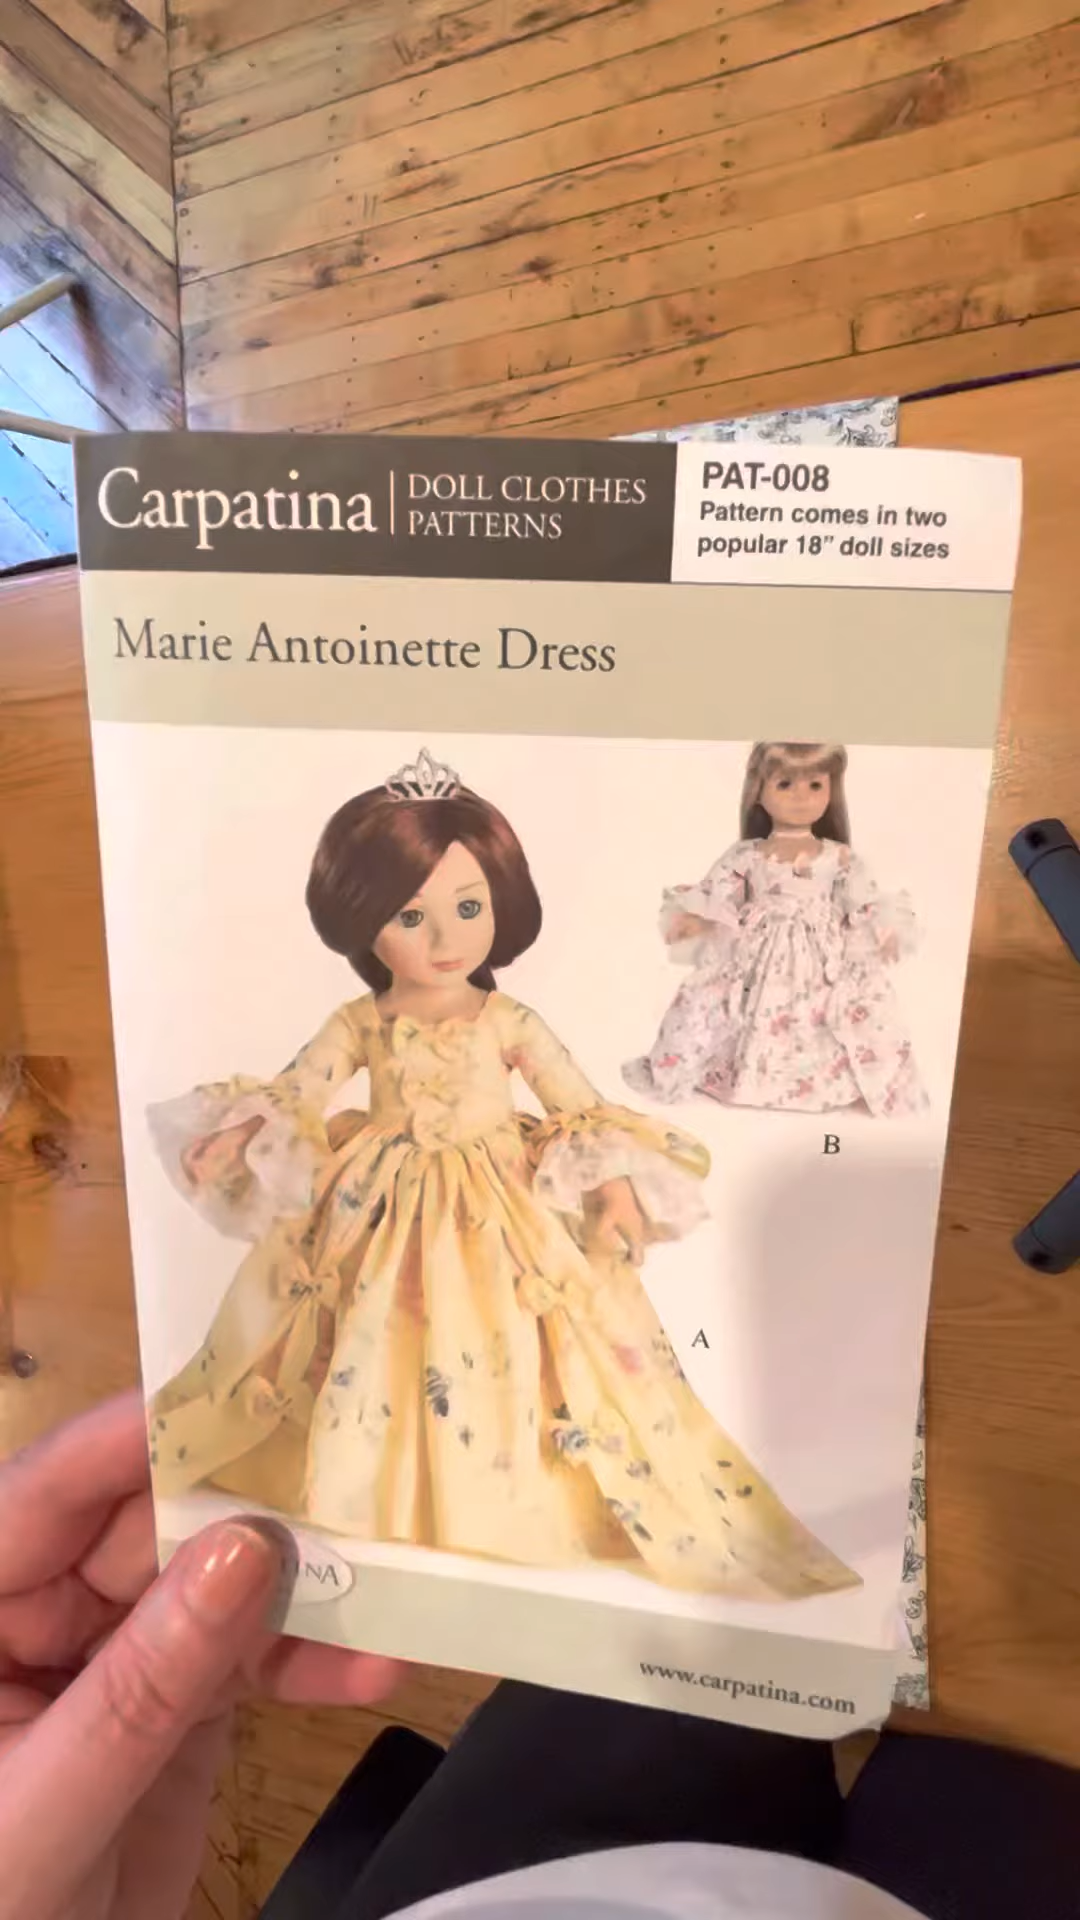 Carpatina
DOLL CLOTHES
PATTERNS
PAT-008
Pattern comes in two
popular 18” doll sizes
Marie Antoinette Dress
B
A
www.carpatina.com